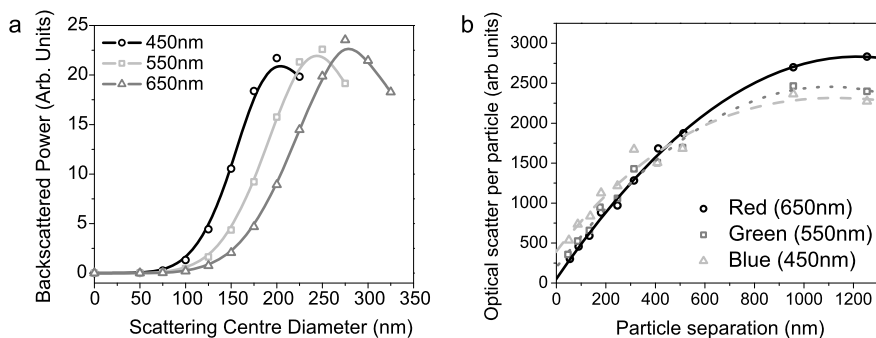 a
Backscattered Power (Arb. Units)
25
20
15
10
5
0
450nm
550nm
650nm
0 50 100 150 200 250 300 350
Scattering Centre Diameter (nm)
b
Optical scatter per particle (arb units)
3000
2500
2000
1500
1000
500
0
Red (650nm)
Green (550nm)
Blue (450nm)
0 200 400 600 800 1000 1200
Particle separation (nm)